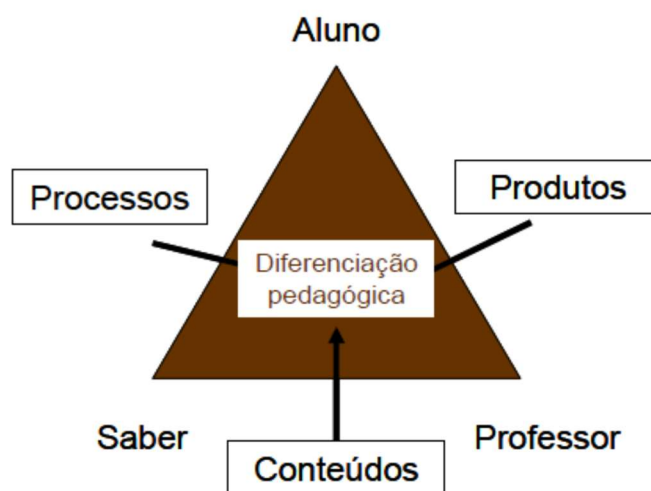 Aluno
Processos
Produtos
Diferenciação
pedagógica
Saber
Professor
Conteúdos